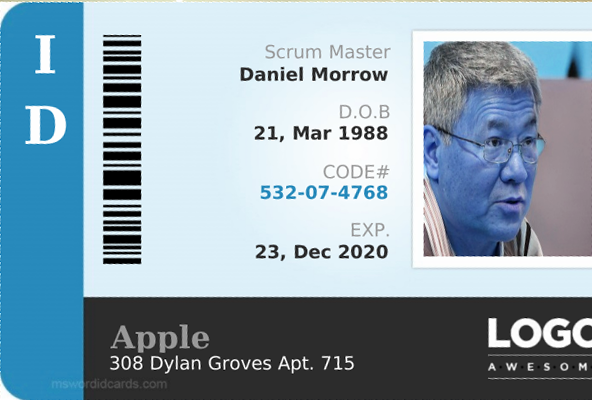 I
D
Scrum Master
Daniel Morrow
D.O.B
21, Mar 1988
CODE#
532-07-4768
EXP.
23, Dec 2020
Apple
308 Dylan Groves Apt. 715
LOGO
AWESOM
mswordidcards.com